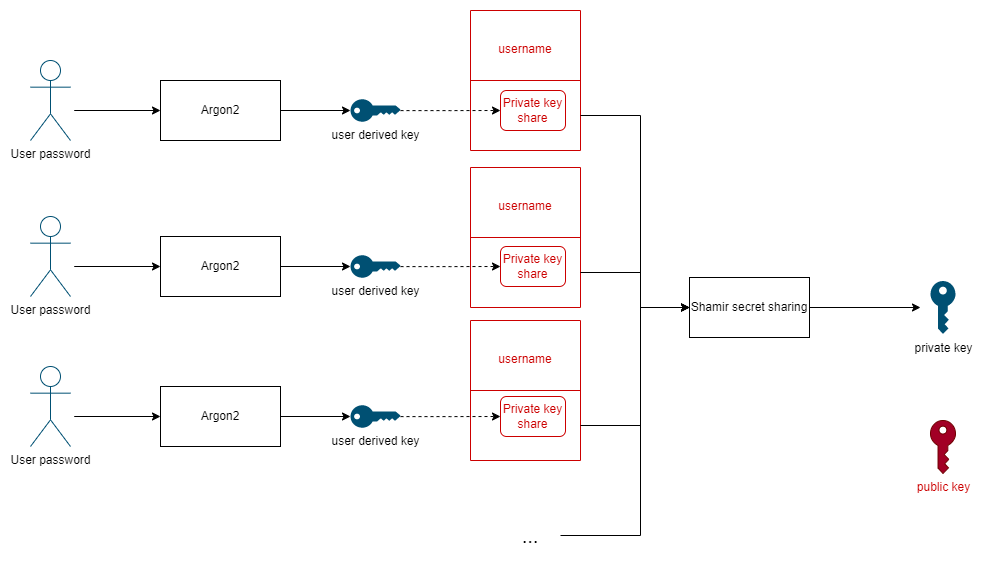 username
Argon2
Private key
share
user derived key
User password
username
Argon2
Private key
share
user derived key
User password
Shamir secret sharing
private key
username
Argon2
Private key
share
user derived key
User password
public key
...